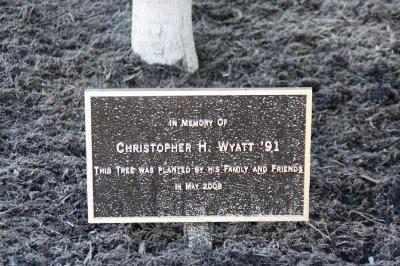 In Memory Of
Christopher H. Wyatt '91
This Tree was planted by his Family and Friends
in May 2008